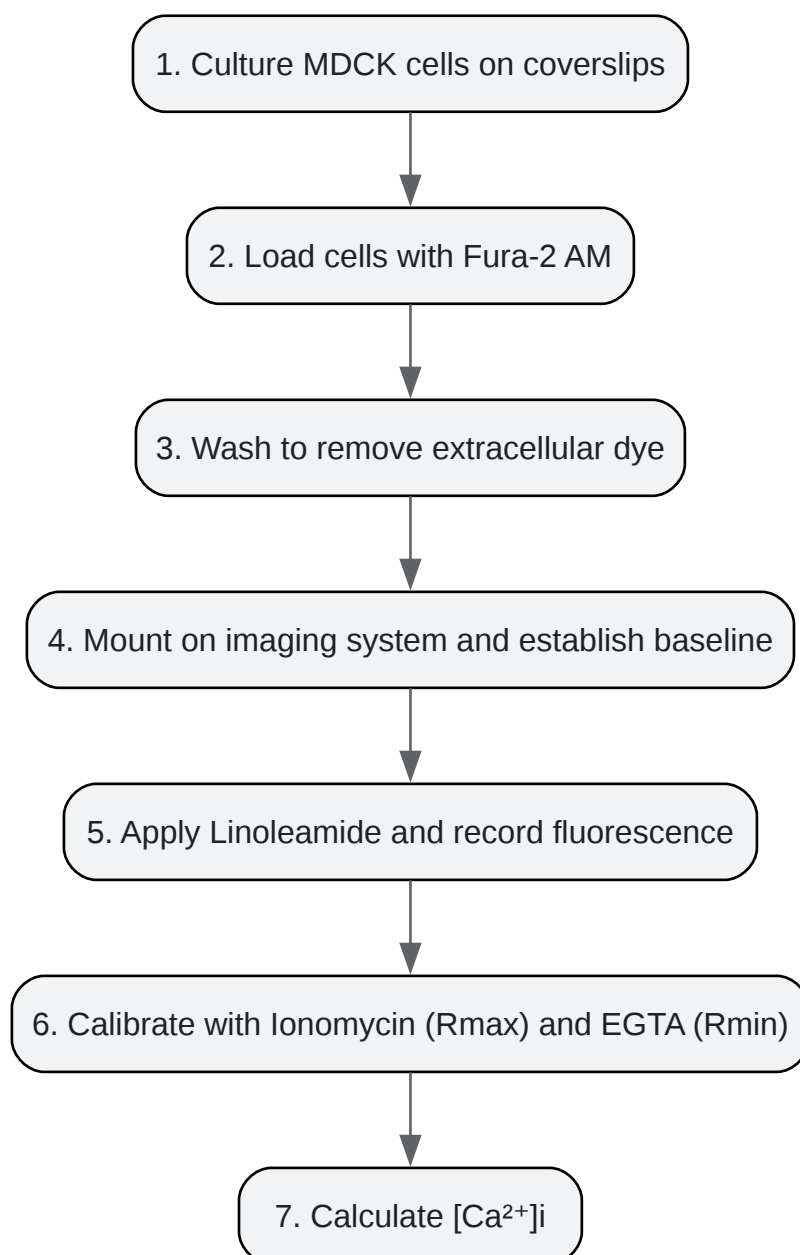 1. Culture MDCK cells on coverslips
2. Load cells with Fura-2 AM
3. Wash to remove extracellular dye
4. Mount on imaging system and establish baseline
5. Apply Linoleamide and record fluorescence
6. Calibrate with Ionomycin (Rmax) and EGTA (Rmin)
7. Calculate [Ca²⁺]i